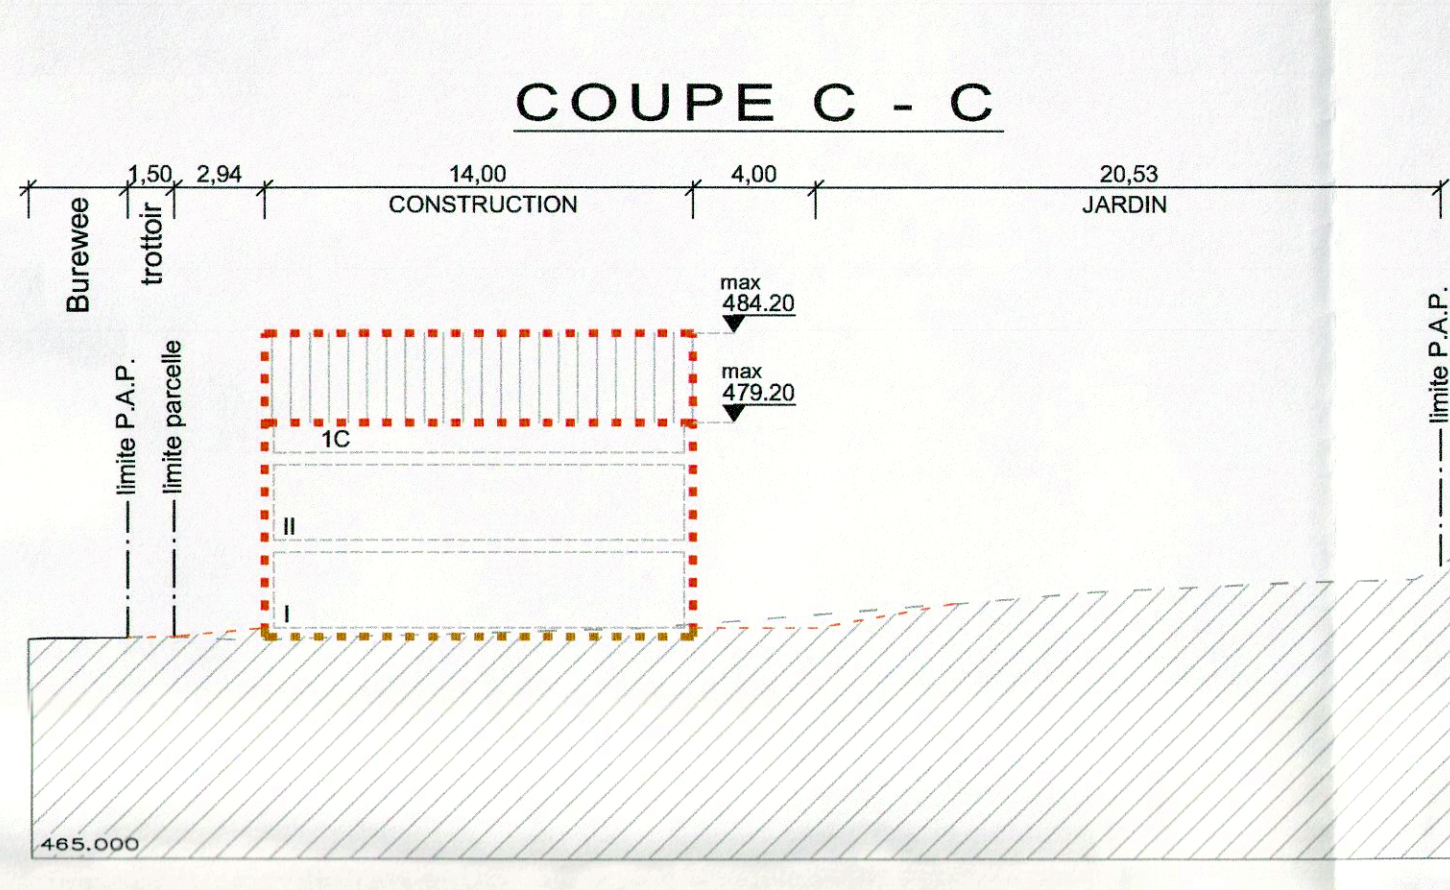 COUPE C - C
1,50 2,94 14,00 4,00 20,53
CONSTRUCTION JARDIN
Burewee
trottoir
limite P.A.P.
limite parcelle
limite P.A.P.
max
484.20
max
479.20
1C
II
I
465.000